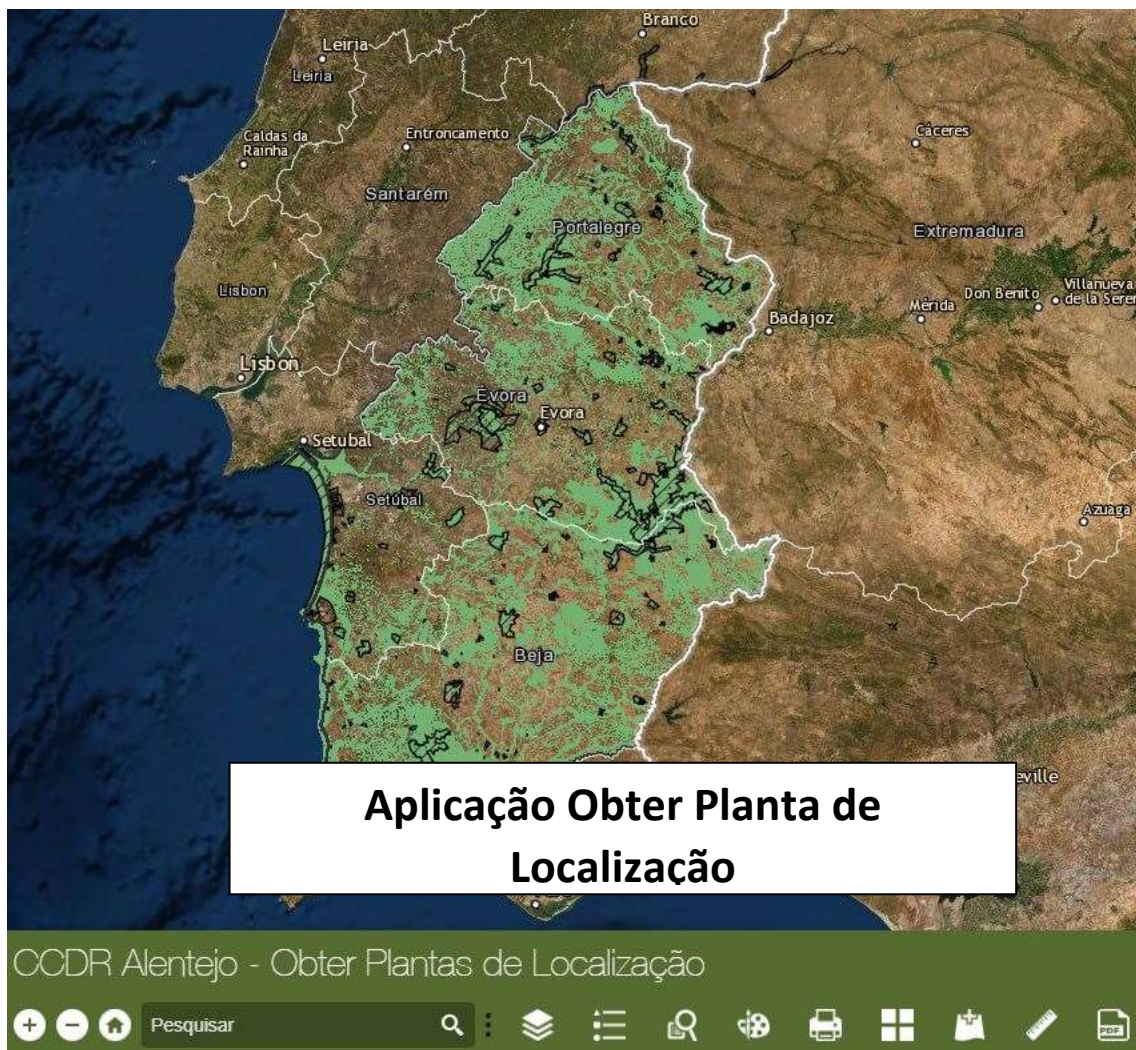 Branco
Leiria
Leiria
Caldas da
Rainha
Entroncamento
Cáceres
Santarém
Portalegre
Extremadura
Lisbon
Villanueva
de la Seren
Don Benito
Mérida
Badajoz
Lisbon
Évora
Evora
Setubal
Setúbal
Azuaga
Beja
eville
Aplicação Obter Planta de
Localização
CCDR Alentejo - Obter Plantas de Localização
Pesquisar
PDF